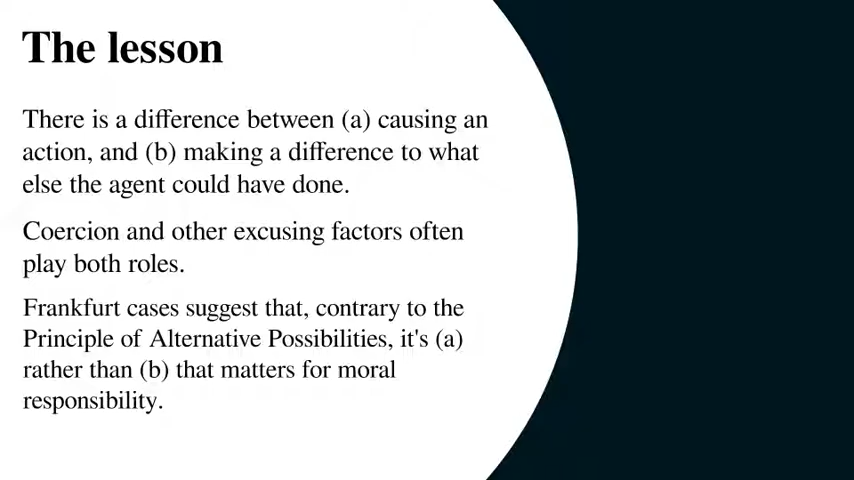 The lesson
There is a difference between (a) causing an
action, and (b) making a difference to what
else the agent could have done.
Coercion and other excusing factors often
play both roles.
Frankfurt cases suggest that, contrary to the
Principle of Alternative Possibilities, it's (a)
rather than (b) that matters for moral
responsibility.